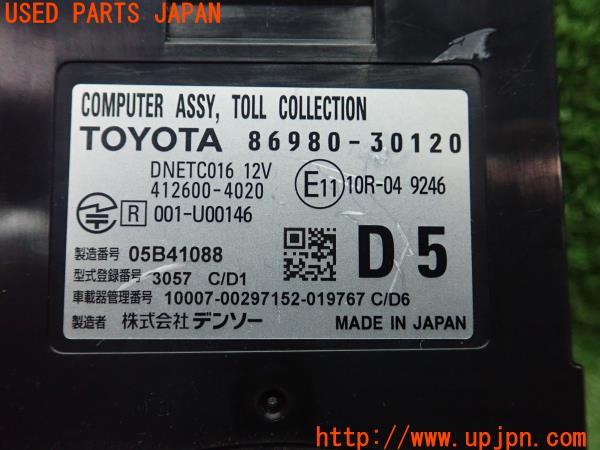 USED PARTS JAPAN
COMPUTER ASSY, TOLL COLLECTION
TOYOTA 86980-30120
DNETC016 12V
412600-4020
E11 10R-04 9246
R 001-U00146
製造番号 05B41088
D5
型式登録番号 3057 C/D1
車載器管理番号 10007-00297152-019767 C/D6
製造者 株式会社デンソー MADE IN JAPAN
UPJ
www.upjpn.com